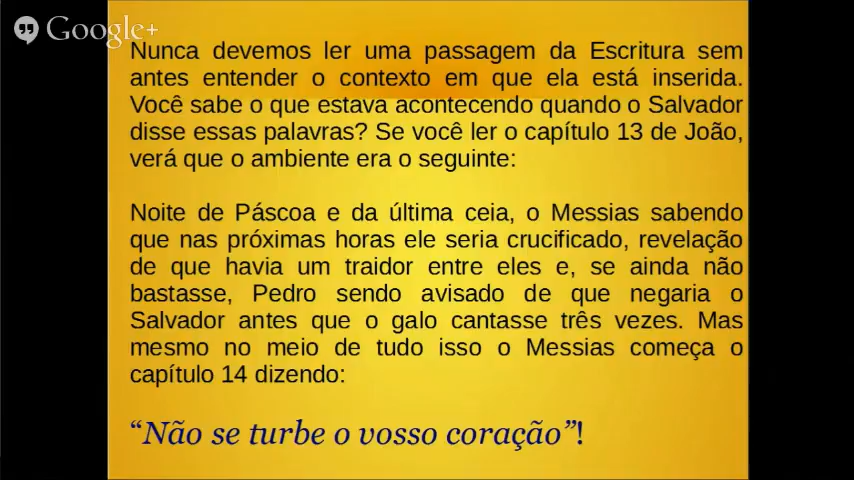 Google+
Nunca devemos ler uma passagem da Escritura sem
antes entender o contexto em que ela está inserida.
Você sabe o que estava acontecendo quando o Salvador
disse essas palavras? Se você ler o capítulo 13 de João,
verá que o ambiente era o seguinte:
Noite de Páscoa e da última ceia, o Messias sabendo
que nas próximas horas ele seria crucificado, revelação
de que havia um traidor entre eles e, se ainda não
bastasse, Pedro sendo avisado de que negaria o
Salvador antes que o galo cantasse três vezes. Mas
mesmo no meio de tudo isso o Messias começa o
capítulo 14 dizendo:
“Não se turbe o vosso coração”!